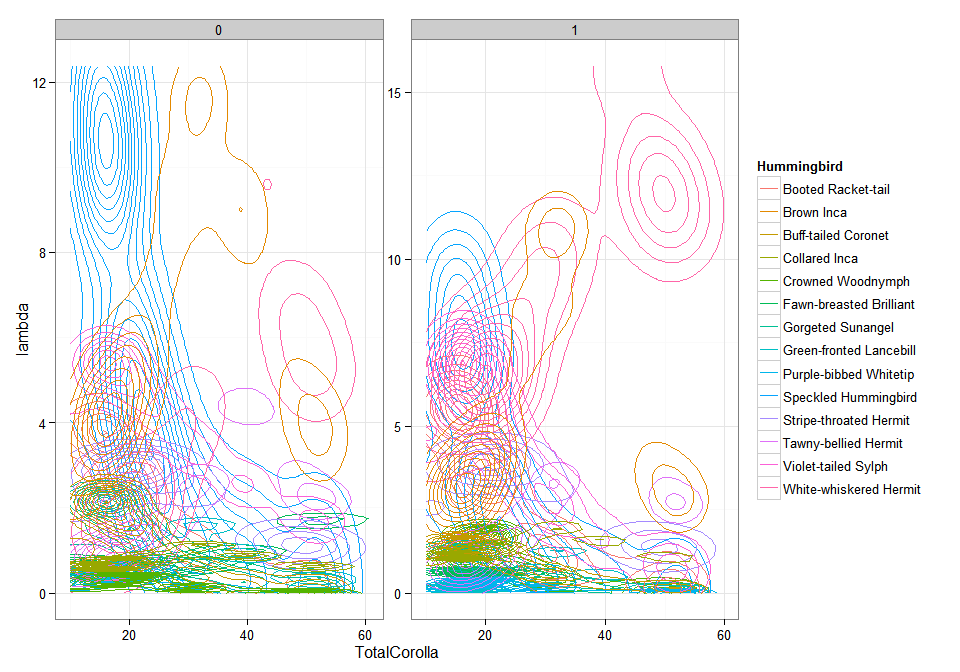 0
1
12
8
4
0
15
10
5
0
lambda
20
40
60
20
40
60
TotalCorolla
Hummingbird
Booted Racket-tail
Brown Inca
Buff-tailed Coronet
Collared Inca
Crowned Woodnymph
Fawn-breasted Brilliant
Gorgeted Sunangel
Green-fronted Lancebill
Purple-bibbed Whitetip
Speckled Hummingbird
Stripe-throated Hermit
Tawny-bellied Hermit
Violet-tailed Sylph
White-whiskered Hermit